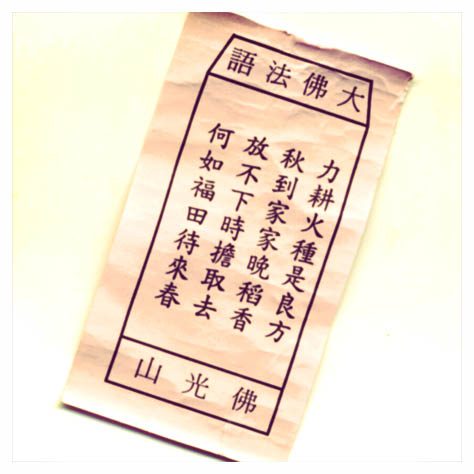 大佛法語
力耕火種是良方
秋到家家晚稻香
放不下時擔取去
何如福田待來春
佛光山